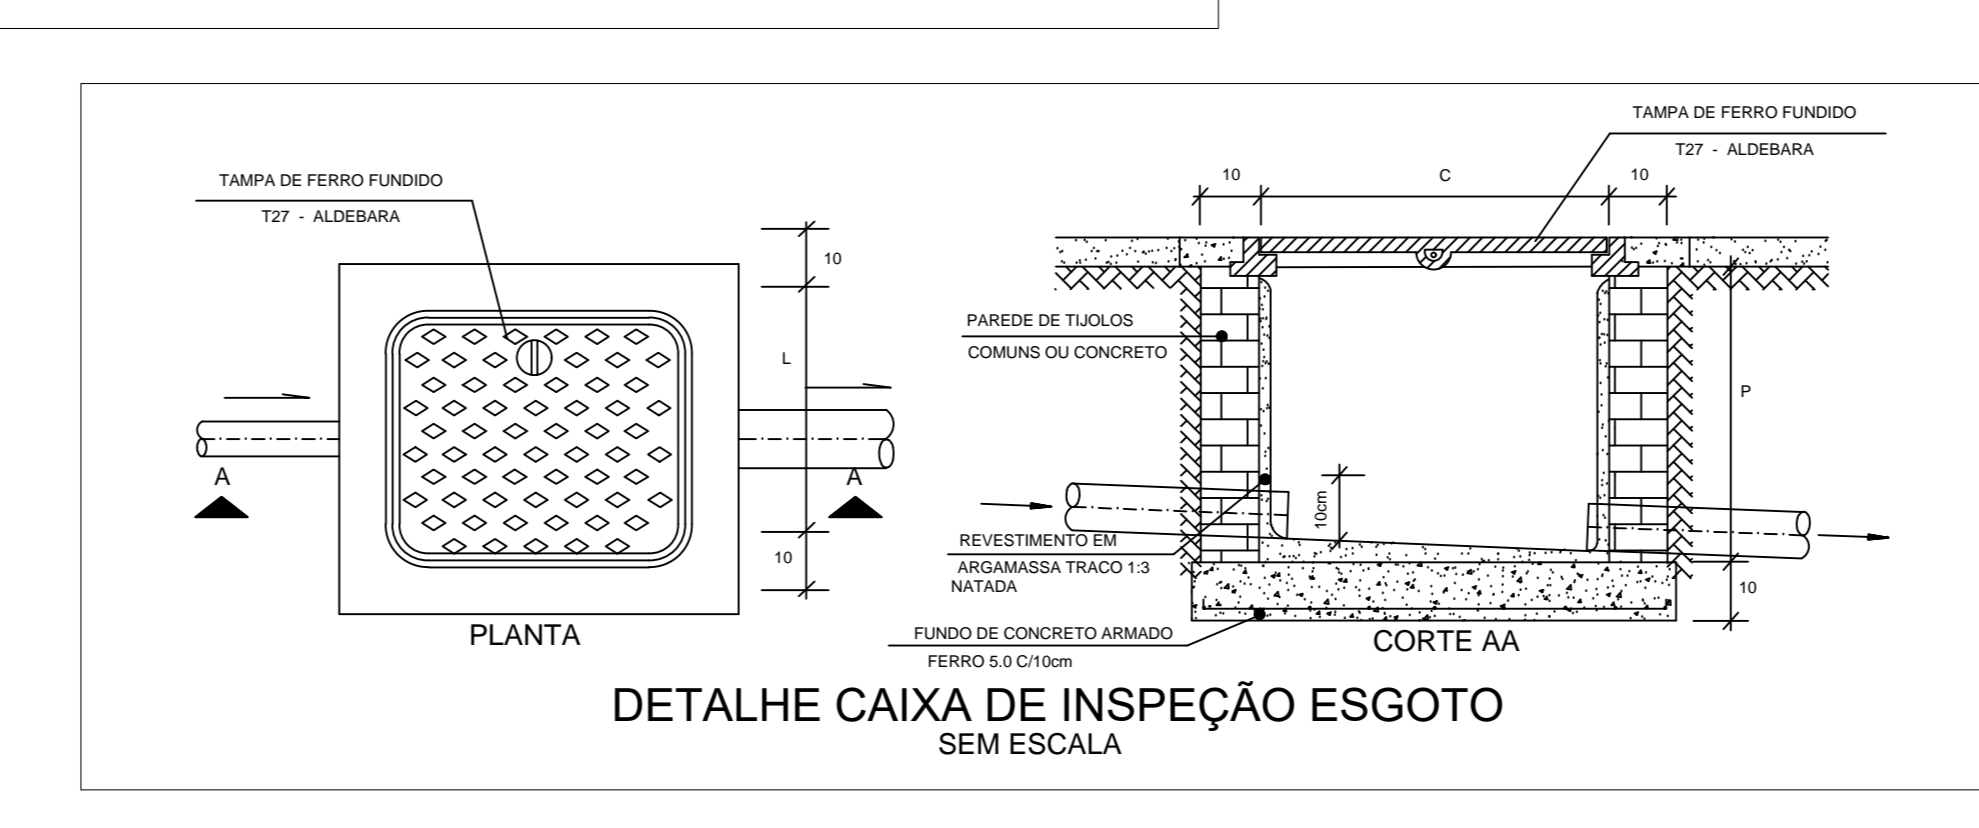 TAMPA DE FERRO FUNDIDO
T27 - ALDEBARA
10
L
10
A
A
PLANTA
TAMPA DE FERRO FUNDIDO
T27 - ALDEBARA
10
C
10
PAREDE DE TIJOLOS
COMUNS OU CONCRETO
P
10cm
REVESTIMENTO EM
ARGAMASSA TRACO 1:3
NATADA
10
FUNDO DE CONCRETO ARMADO
FERRO 5.0 C/10cm
CORTE AA
DETALHE CAIXA DE INSPEÇÃO ESGOTO
SEM ESCALA